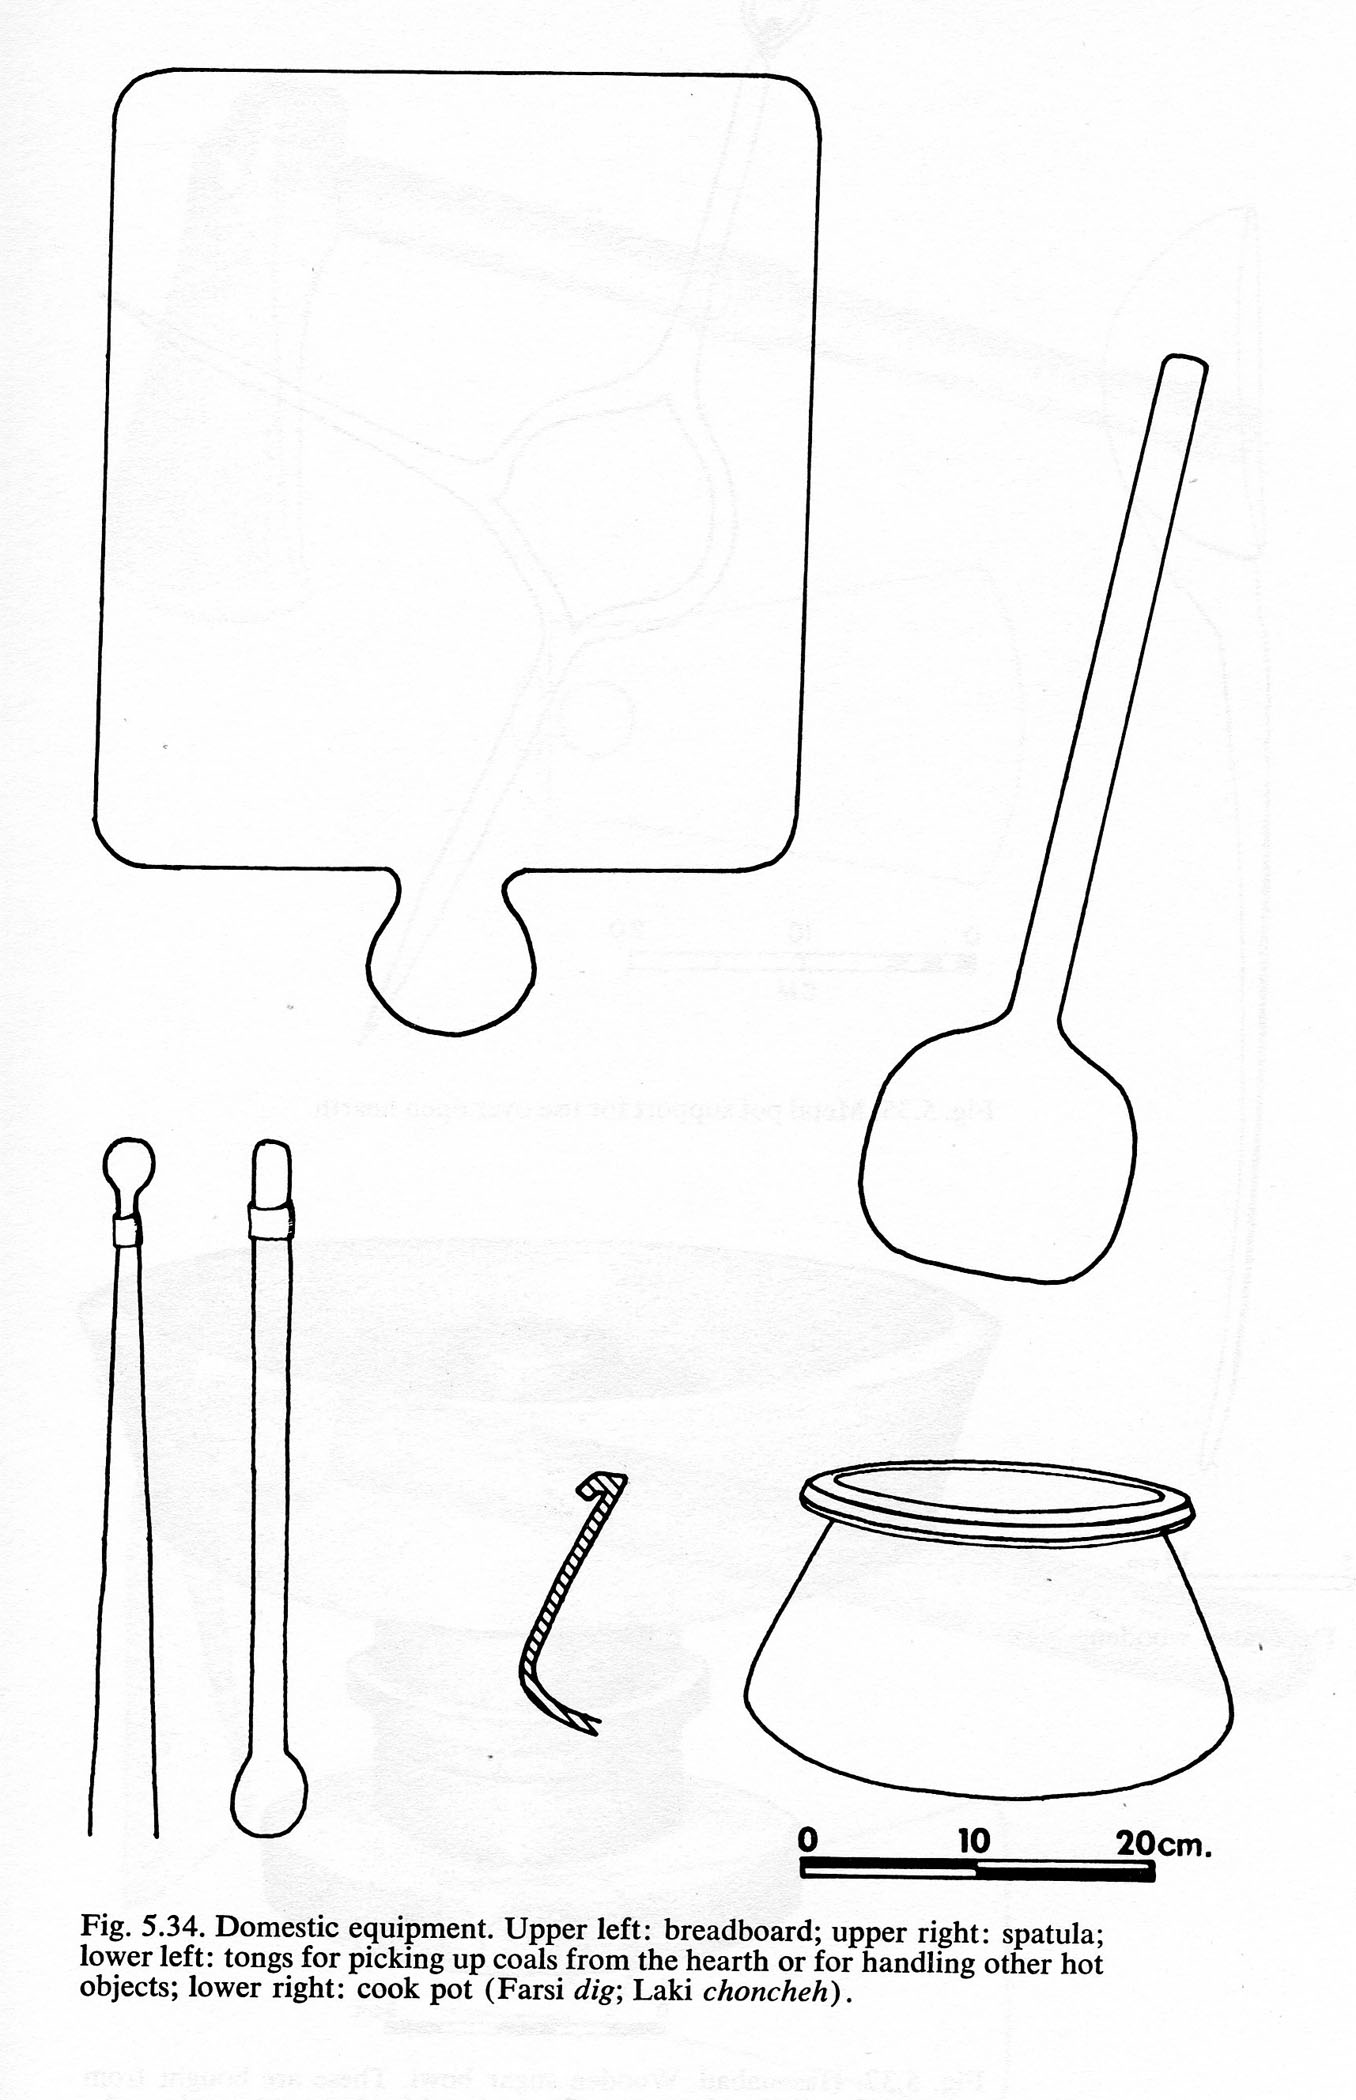 0 10 20cm.
Fig. 5.34. Domestic equipment. Upper left: breadboard; upper right: spatula;
lower left: tongs for picking up coals from the hearth or for handling other hot
objects; lower right: cook pot (Farsi dig; Laki choncheh).